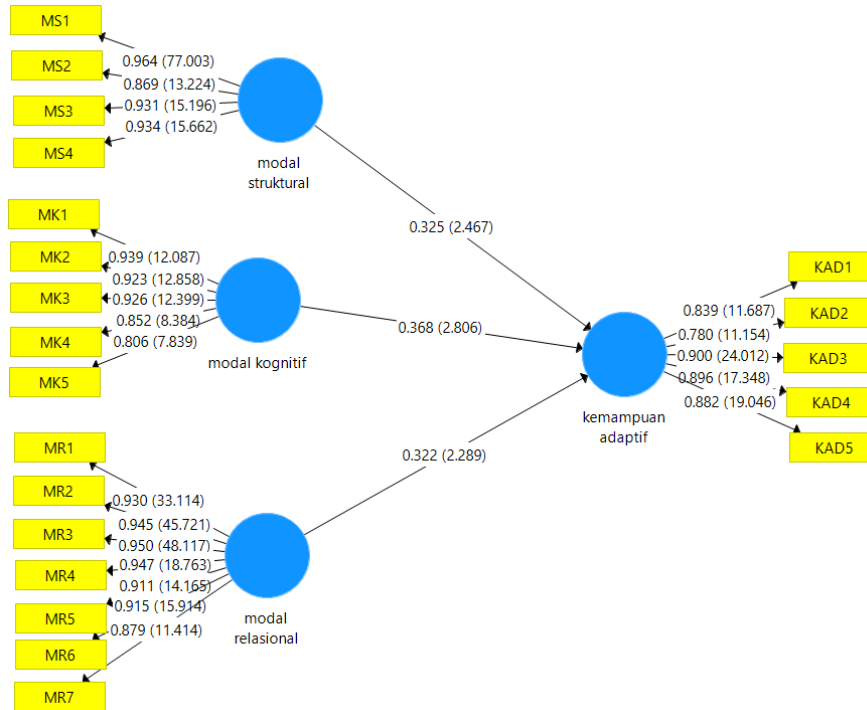 MS1
MS2
MS3
MS4
0.964 (77.003)
0.869 (13.224)
0.931 (15.196)
0.934 (15.662)
modal
struktural
0.325 (2.467)
MK1
MK2
MK3
MK4
MK5
0.939 (12.087)
0.923 (12.858)
0.926 (12.399)
0.852 (8.384)
0.806 (7.839)
modal kognitif
0.368 (2.806)
MR1
MR2
MR3
MR4
MR5
MR6
MR7
0.930 (33.114)
0.945 (45.721)
0.950 (48.117)
0.947 (18.763)
0.911 (14.165)
0.915 (15.914)
0.879 (11.414)
modal
relasional
0.322 (2.289)
kemampuan
adaptif
0.839 (11.687)
0.780 (11.154)
0.900 (24.012)
0.896 (17.348)
0.882 (19.046)
KAD1
KAD2
KAD3
KAD4
KAD5